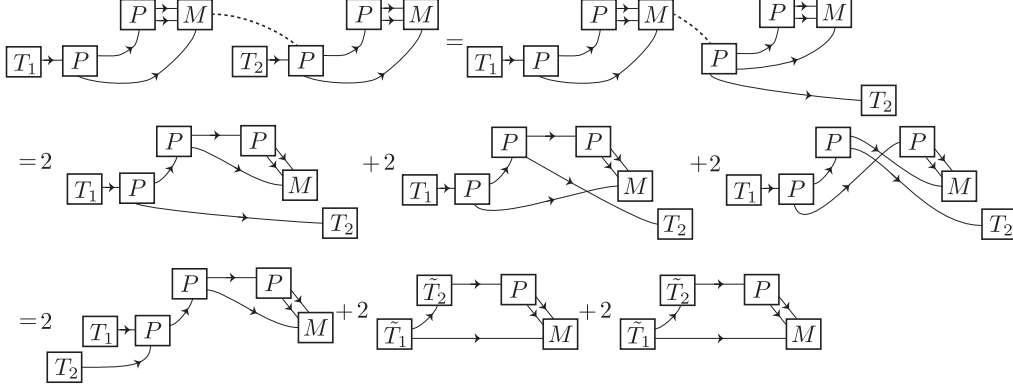 P M P M = P M P M
T₁ P T₂ P T₁ P P T₂
= 2 P P +2 P P +2 P P
T₁ P M T₁ P M T₁ P M
T₂ T₂ T₂
= 2 P P +2 T̃₂ P +2 T̃₂ P
T₁ P M T̃₁ M T̃₁ M
T₂